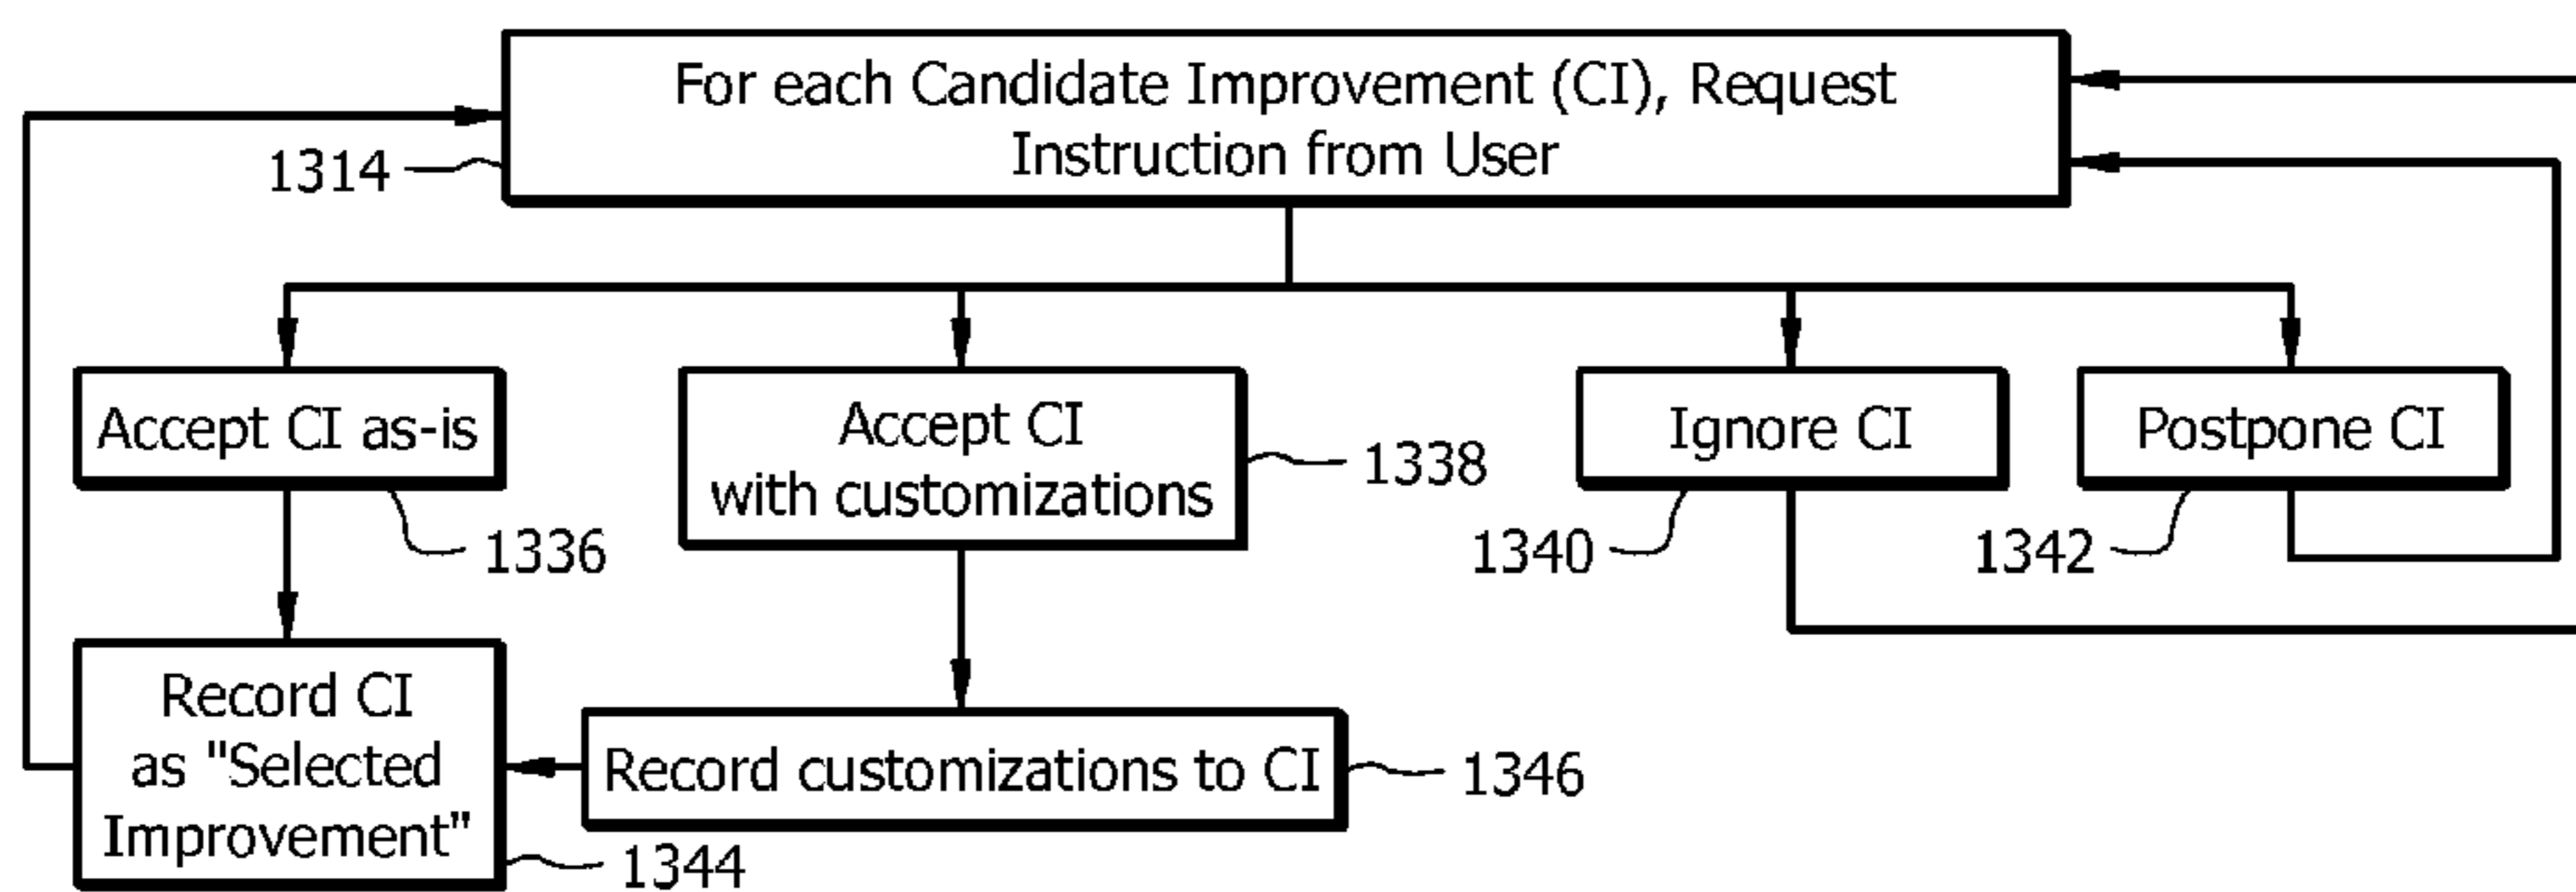 For each Candidate Improvement (CI), Request
Instruction from User
1314
Accept CI as-is
1336
Accept CI
with customizations
1338
Ignore CI
1340
Postpone CI
1342
Record CI
as "Selected
Improvement"
1344
Record customizations to CI
1346